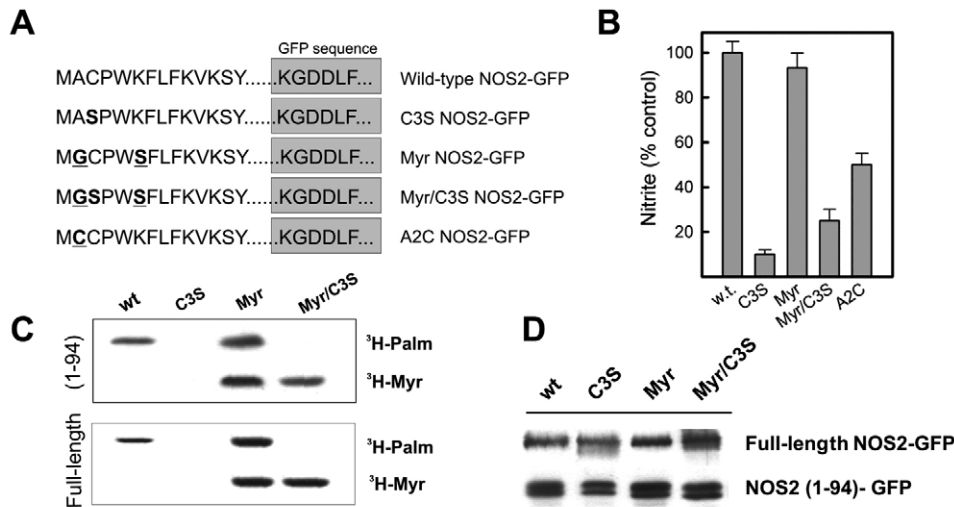 A
GFP sequence
MACPWKFLFKVKSY......KGDDLF... Wild-type NOS2-GFP
MASPWKFLFKVKSY......KGDDLF... C3S NOS2-GFP
MGCPWSFLFKVKSY......KGDDLF... Myr NOS2-GFP
MGSPWSFLFKVKSY......KGDDLF... Myr/C3S NOS2-GFP
MCCPWKFLFKVKSY......KGDDLF... A2C NOS2-GFP
B
Nitrite (% control)
100
80
60
40
20
w.t. C3S Myr Myr/C3S A2C
C
wt C3S Myr Myr/C3S
(1-94)
³H-Palm
³H-Myr
Full-length
³H-Palm
³H-Myr
D
wt C3S Myr Myr/C3S
Full-length NOS2-GFP
NOS2 (1-94)- GFP